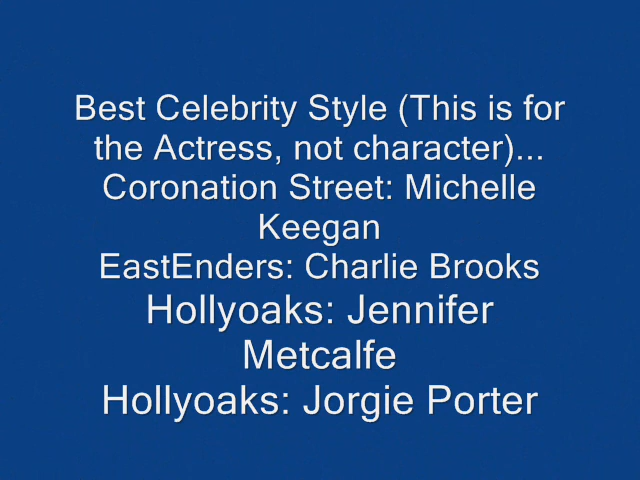 Best Celebrity Style (This is for
the Actress, not character)...
Coronation Street: Michelle
Keegan
EastEnders: Charlie Brooks
Hollyoaks: Jennifer
Metcalfe
Hollyoaks: Jorgie Porter